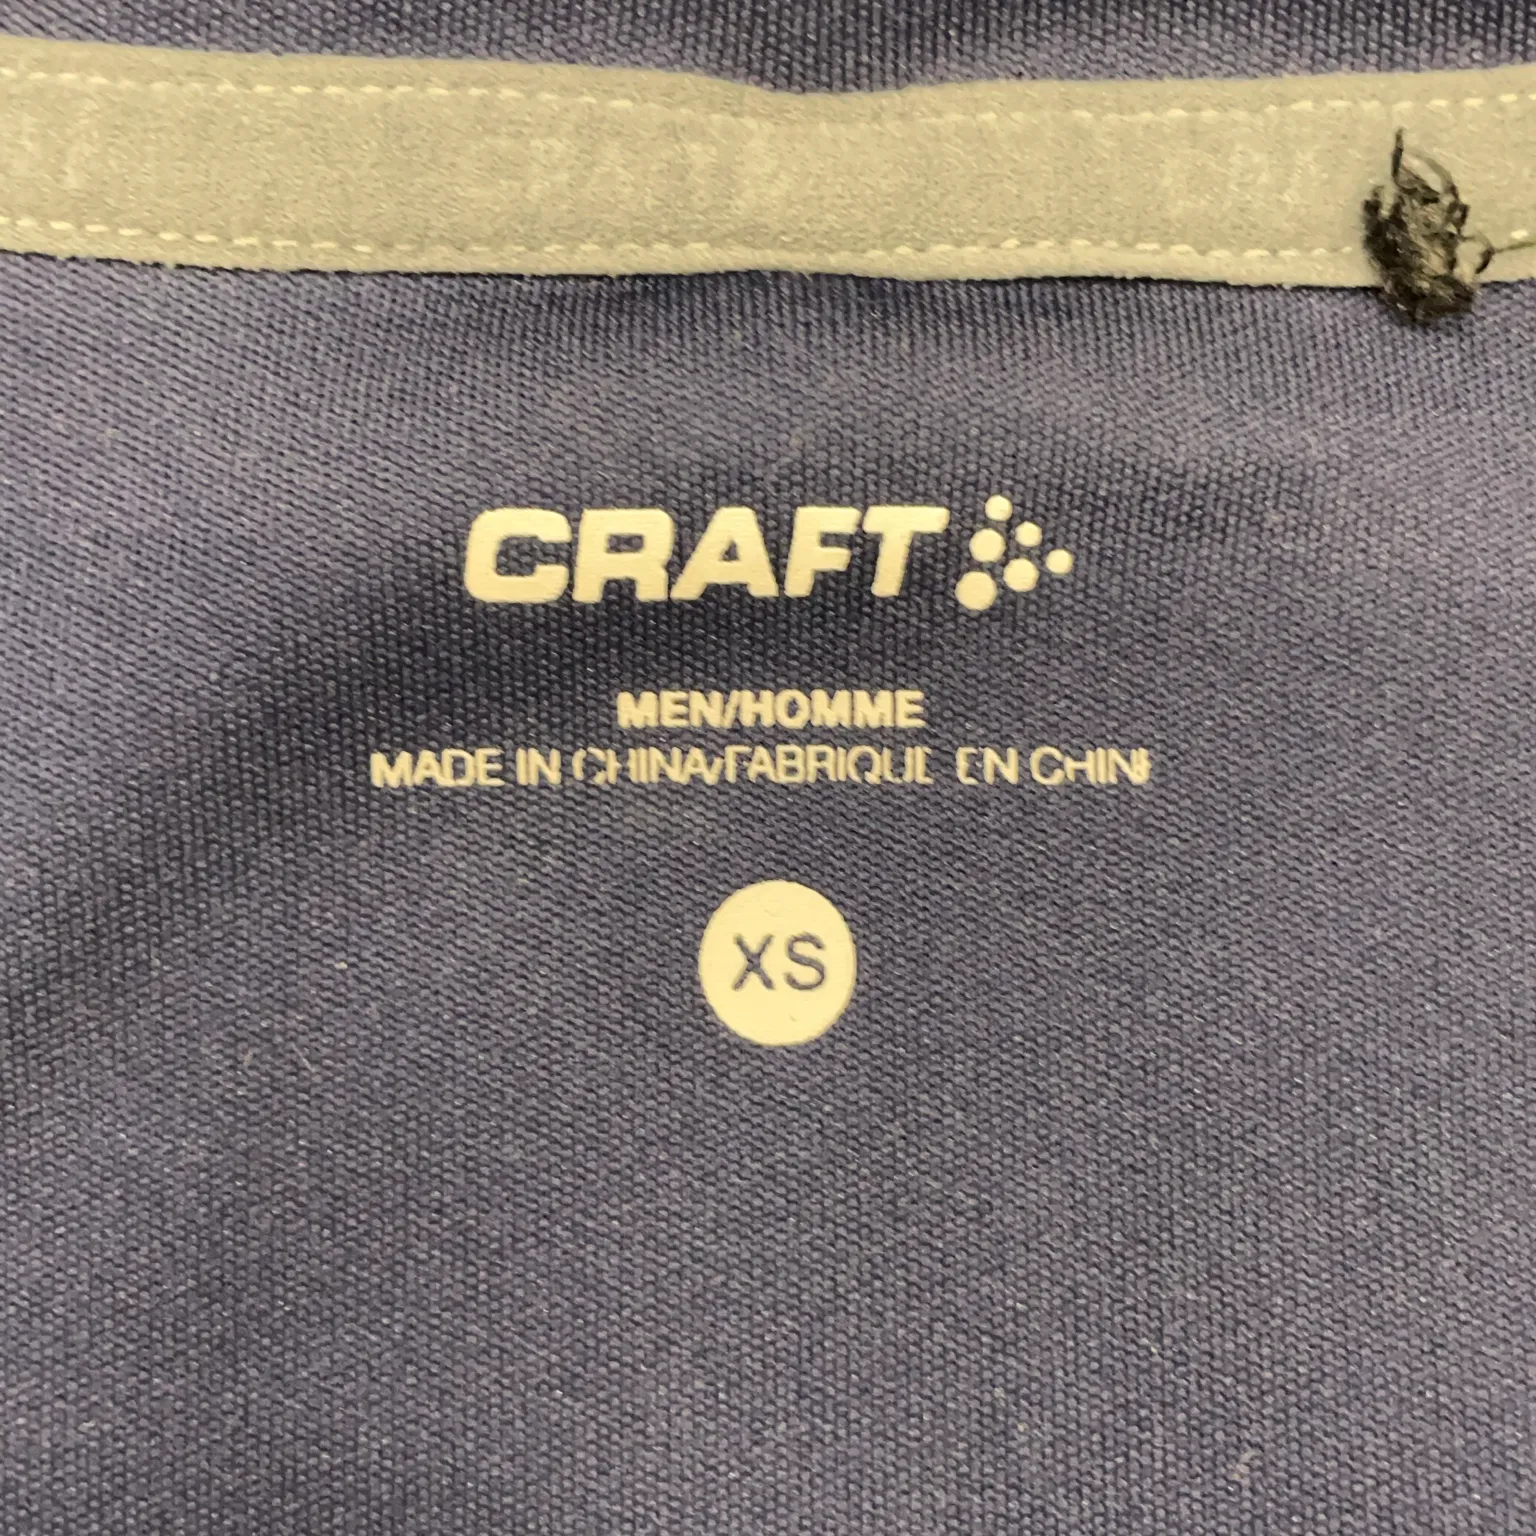 CRAFT
MEN/HOMME
MADE IN CHINA/FABRIQUE EN CHINE
XS